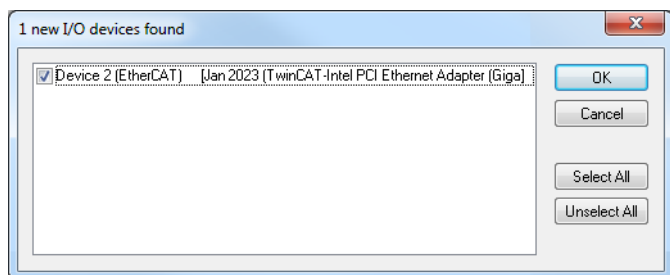 1 new I/O devices found
Device 2 (EtherCAT) [Jan 2023 (TwinCAT-Intel PCI Ethernet Adapter (Giga]
OK
Cancel
Select All
Unselect All